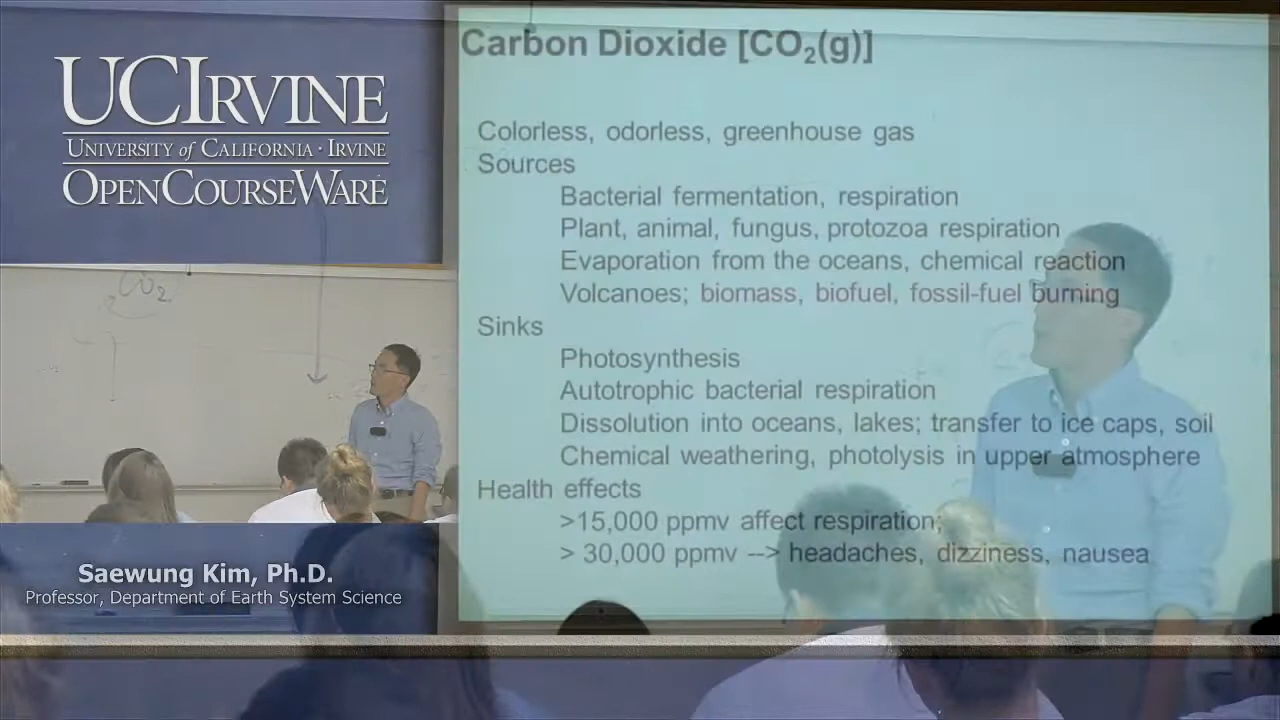 UCIRVINE
UNIVERSITY of CALIFORNIA · IRVINE
OPENCOURSEWARE
CO₂
Saewung Kim, Ph.D.
Professor, Department of Earth System Science
Carbon Dioxide [CO₂(g)]
Colorless, odorless, greenhouse gas
Sources
Bacterial fermentation, respiration
Plant, animal, fungus, protozoa respiration
Evaporation from the oceans, chemical reaction
Volcanoes; biomass, biofuel, fossil-fuel burning
Sinks
Photosynthesis
Autotrophic bacterial respiration
Dissolution into oceans, lakes; transfer to ice caps, soil
Chemical weathering, photolysis in upper atmosphere
Health effects
>15,000 ppmv affect respiration;
> 30,000 ppmv --> headaches, dizziness, nausea